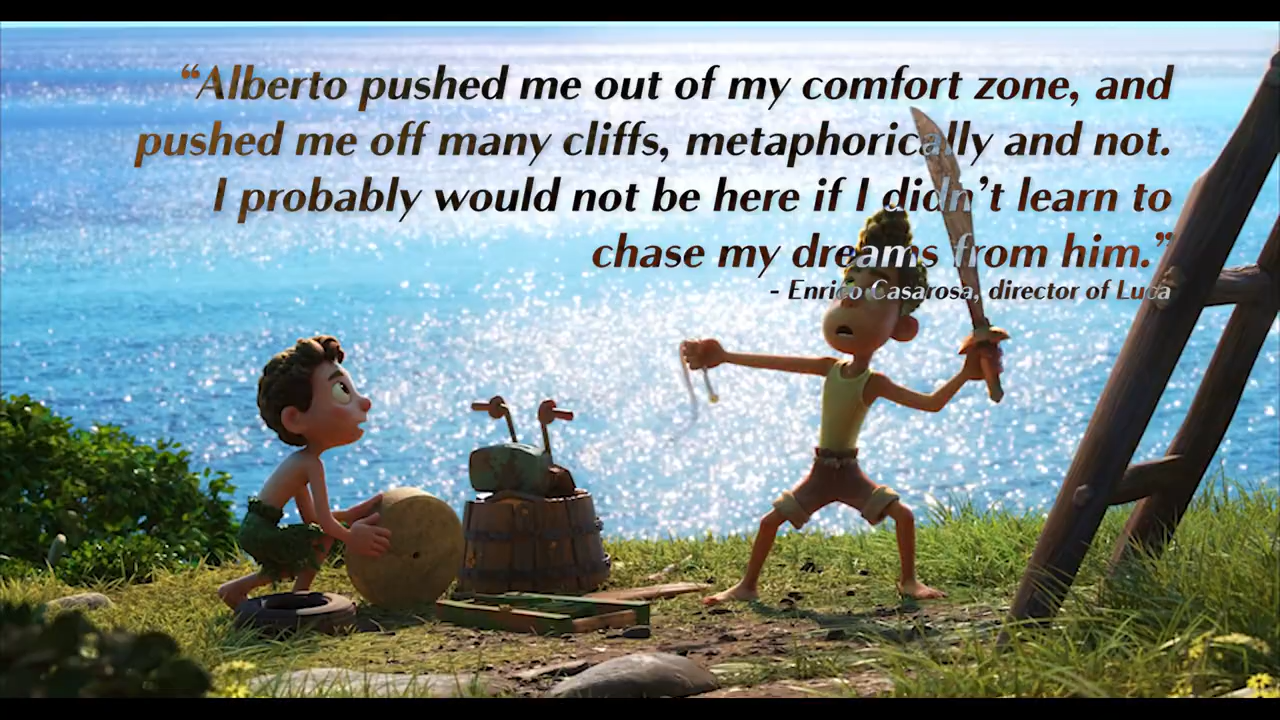 “Alberto pushed me out of my comfort zone, and
pushed me off many cliffs, metaphorically and not.
I probably would not be here if I didn’t learn to
chase my dreams from him.”
- Enrico Casarosa, director of Luca